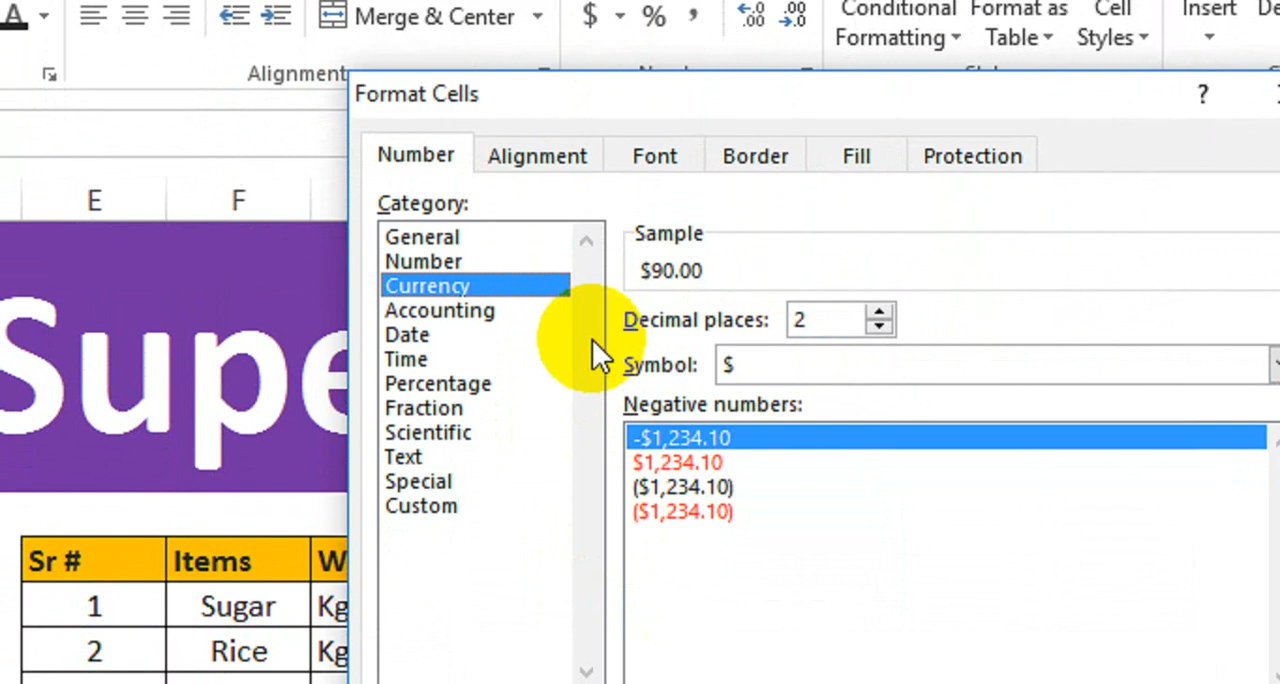 A Merge & Center $ % , .00 .00 Conditional Format as Cell Insert
Formatting Table Styles
Alignment
Format Cells ?
Number Alignment Font Border Fill Protection
E F
Category:
General
Number
Currency
Accounting
Date
Time
Percentage
Fraction
Scientific
Text
Special
Custom
Sample
$90.00
Decimal places: 2
Symbol: $
Negative numbers:
-$1,234.10
$1,234.10
($1,234.10)
($1,234.10)
Supe
Sr # Items W
1 Sugar Kg
2 Rice Kg